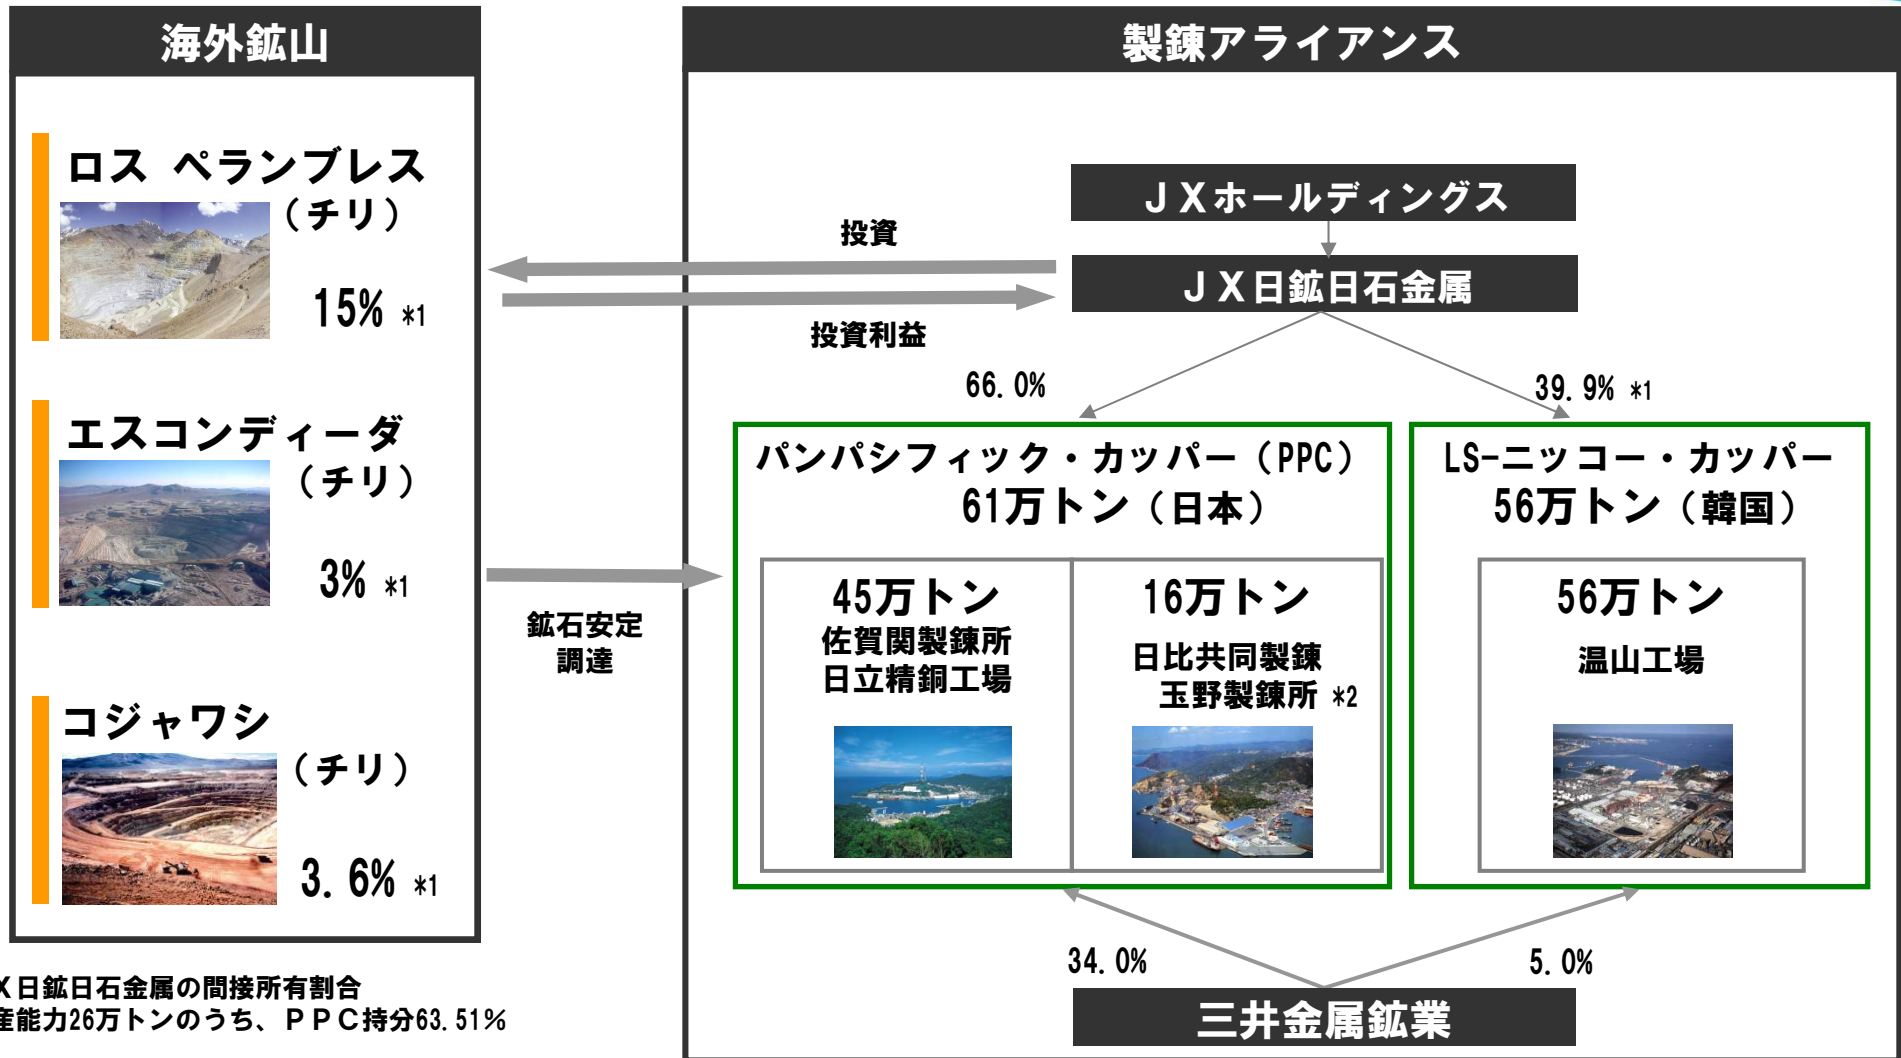 海外鉱山
ロス ペランブレス
(チリ)
15% *1
エスコンディーダ
(チリ)
3% *1
コジャワシ
(チリ)
3.6% *1
投資
投資利益
鉱石安定
調達
製錬アライアンス
JXホールディングス
JX日鉱日石金属
66.0%
39.9% *1
パンパシフィック・カッパー(PPC)
61万トン(日本)
45万トン
佐賀関製錬所
日立精銅工場
16万トン
日比共同製錬
玉野製錬所 *2
LS-ニッコー・カッパー
56万トン(韓国)
56万トン
温山工場
34.0%
5.0%
三井金属鉱業
X日鉱日石金属の間接所有割合
産能力26万トンのうち、PPC持分63.51%